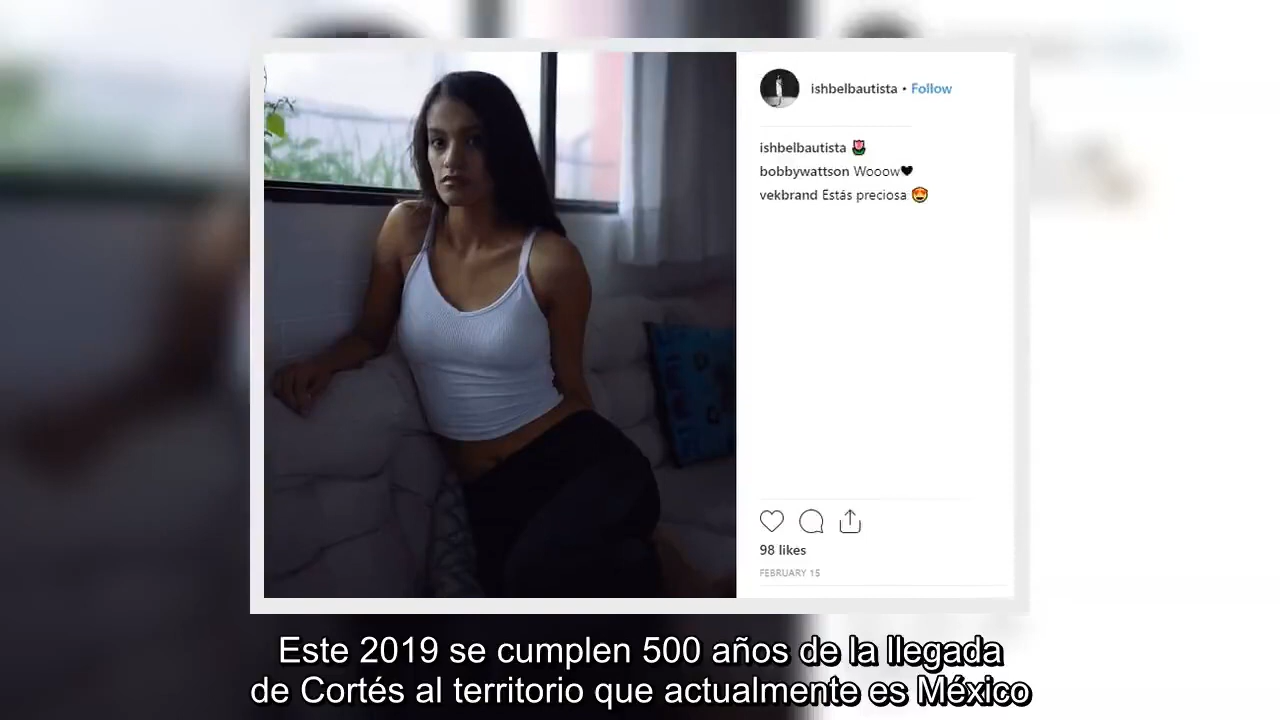 ishbelbautista • Follow
ishbelbautista 🌷
bobbywattson Wooow🖤
vekbrand Estás preciosa 😍
98 likes
FEBRUARY 15
Este 2019 se cumplen 500 años de la llegada
de Cortés al territorio que actualmente es México